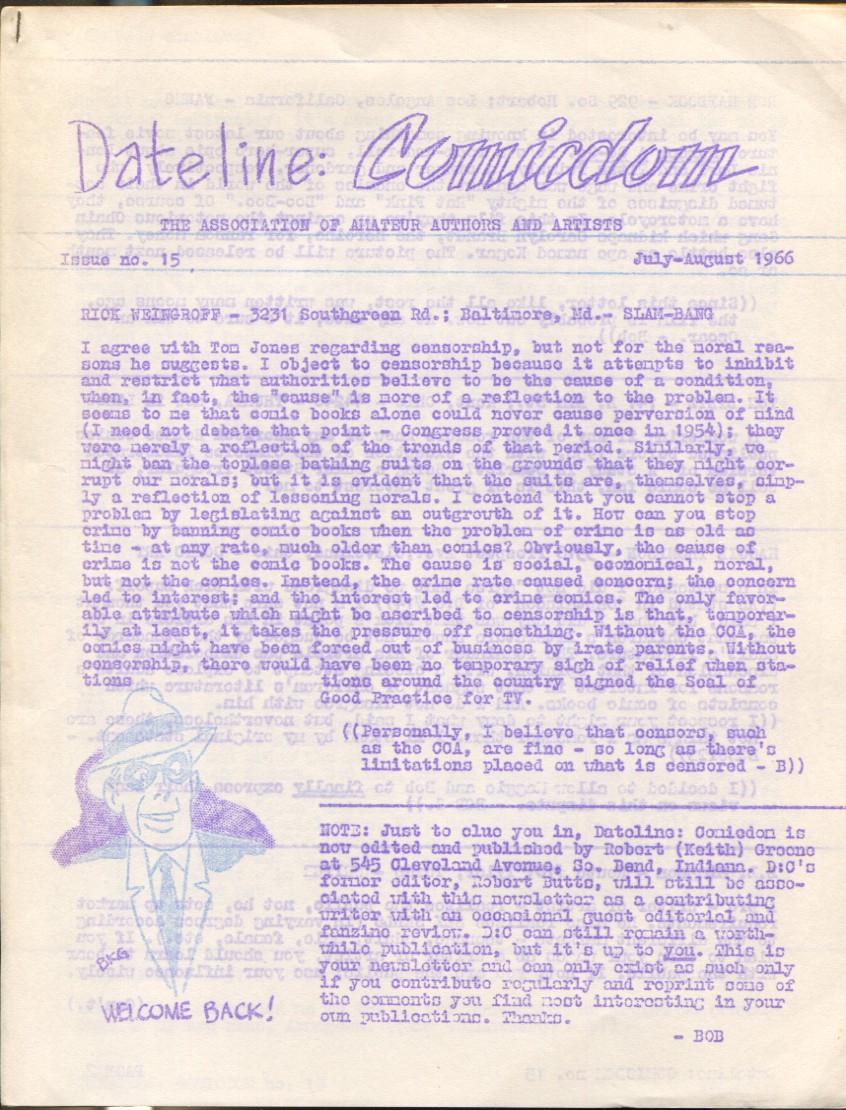 Dateline: Comicdom
THE ASSOCIATION OF AMATEUR AUTHORS AND ARTISTS
Issue no. 15
July-August 1966
RICK WEINGROFF - 3231 Southgreen Rd.; Baltimore, Md.- SLAM-BANG
I agree with Tom Jones regarding censorship, but not for the moral rea-
sons he suggests. I object to censorship because it attempts to inhibit
and restrict what authorities believe to be the cause of a condition,
when, in fact, the "cause" is more of a reflection to the problem. It
seems to me that comic books alone could never cause perversion of mind
(I need not debate that point - Congress proved it once in 1954); they
were merely a reflection of the trends of that period. Similarly, we
might ban the topless bathing suits on the grounds that they might cor-
rupt our morals; but it is evident that the suits are, themselves, simp-
ly a reflection of lessening morals. I contend that you cannot stop a
problem by legislating against an outgrowth of it. How can you stop
crime by banning comic books when the problem of crime is as old as
time - at any rate, much older than comics? Obviously, the cause of
crime is not the comic books. The cause is social, economical, moral,
but not the comics. Instead, the crime rate caused concern; the concern
led to interest; and the interest led to crime comics. The only favor-
able attribute which might be ascribed to censorship is that, temporar-
ily at least, it takes the pressure off something. Without the CCA, the
comics might have been forced out of business by irate parents. Without
censorship, there would have been no temporary sigh of relief when sta-
tions tions around the country signed the Seal of
Good Practice for TV.
((Personally, I believe that censors, such
as the CCA, are fine - so long as there's
limitations placed on what is censored - B))
NOTE: Just to clue you in, Dateline: Comicdom is
now edited and published by Robert (Keith) Greene
at 545 Cleveland Avenue, So. Bend, Indiana. D:C's
former editor, Robert Butts, will still be asso-
ciated with this newsletter as a contributing
writer with an occasional guest editorial and
fanzine review. D:C can still remain a worth-
while publication, but it's up to you. This is
your newsletter and can only exist as such only
if you contribute regularly and reprint some of
the comments you find most interesting in your
own publications. Thanks.
- BOB
RKG
WELCOME BACK!